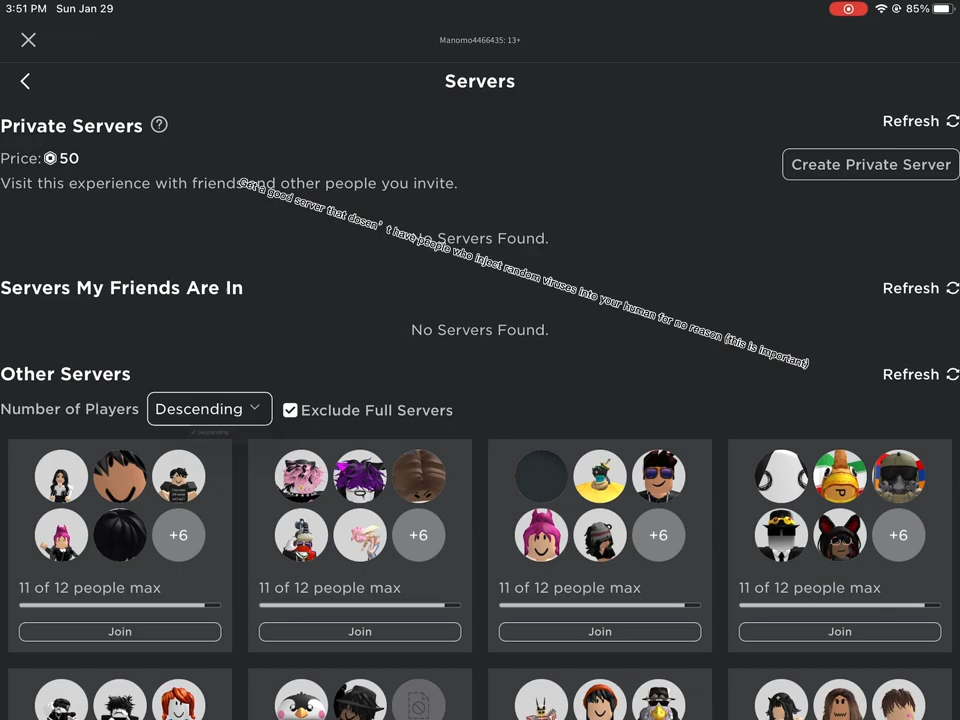 3:51 PM Sun Jan 29
85%
Manomo4466435: 13+
Servers
Private Servers ?
Refresh
Price: 50
Create Private Server
Visit this experience with friends and other people you invite.
Get a good server that dosen't have people who inject random viruses into your human for no reason (this is important)
No Servers Found.
Servers My Friends Are In
Refresh
No Servers Found.
Other Servers
Refresh
Number of Players
Descending
Exclude Full Servers
✓ Descending
+6
+6
+6
+6
11 of 12 people max
11 of 12 people max
11 of 12 people max
11 of 12 people max
Join
Join
Join
Join